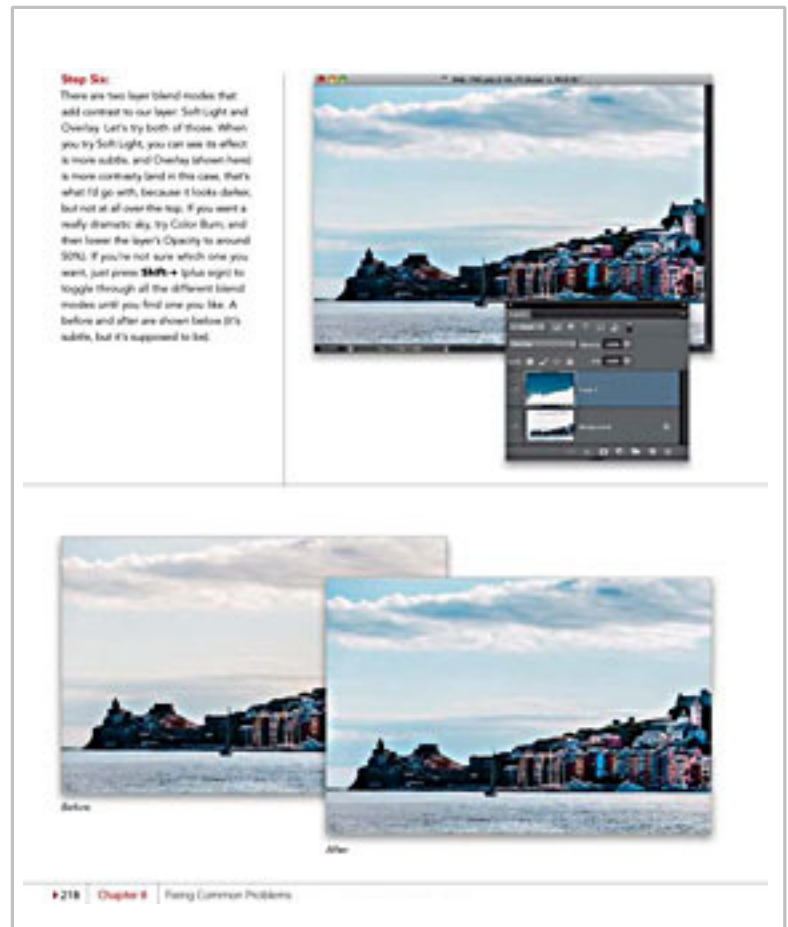 Step Six:
There are two layer blend modes that
add contrast to our layer: Soft Light and
Overlay. Let's try both of those. When
you try Soft Light, you can see its effect
is more subtle, and Overlay (shown here)
is more contrasty (and in this case, that's
what I'd go with, because it looks darker,
but not at all over the top. If you want a
really dramatic sky, try Color Burn, and
then lower the layer's Opacity to around
50%). If you're not sure which one you
want, just press Shift-+ (plus sign) to
toggle through all the different blend
modes until you find one you like. A
before and after are shown below (it's
subtle, but it's supposed to be).
Before
After
218 Chapter 8 Fixing Common Problems